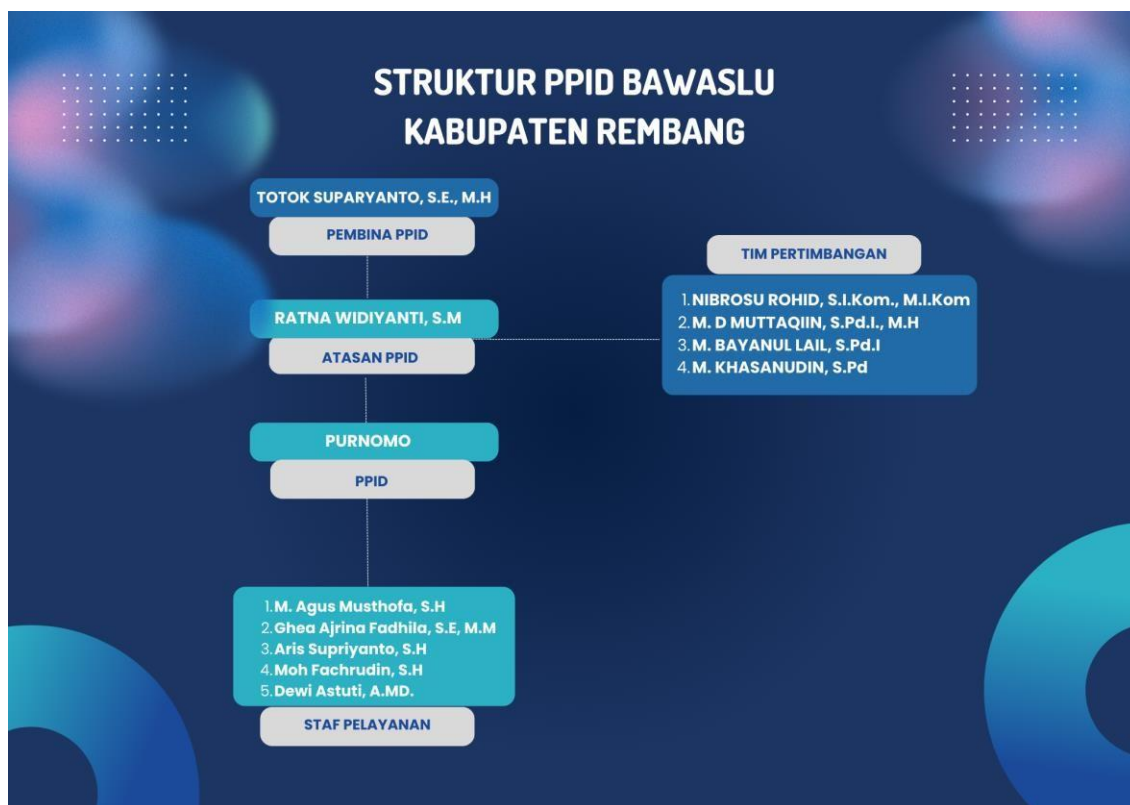 STRUKTUR PPID BAWASLU
KABUPATEN REMBANG
TOTOK SUPARYANTO, S.E., M.H
PEMBINA PPID
RATNA WIDIYANTI, S.M
ATASAN PPID
TIM PERTIMBANGAN
1. NIBROSU ROHID, S.I.Kom., M.I.Kom
2. M. D MUTTAQIIN, S.Pd.I., M.H
3. M. BAYANUL LAIL, S.Pd.I
4. M. KHASANUDIN, S.Pd
PURNOMO
PPID
1. M. Agus Musthofa, S.H
2. Ghea Ajrina Fadhila, S.E, M.M
3. Aris Supriyanto, S.H
4. Moh Fachrudin, S.H
5. Dewi Astuti, A.MD.
STAF PELAYANAN